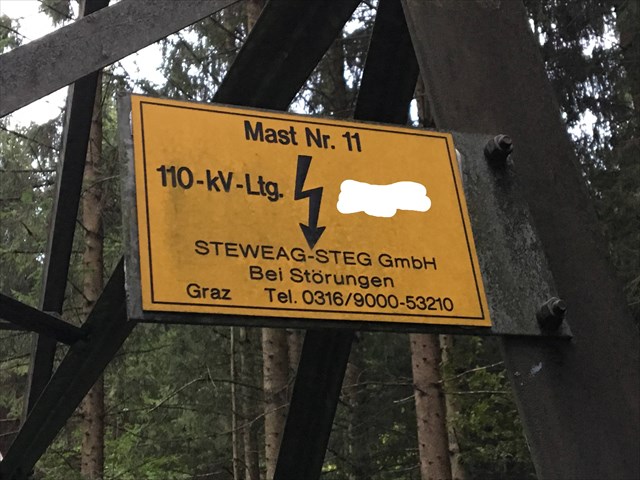 Mast Nr. 11
110-kV-Ltg.
STEWEAG-STEG GmbH
Bei Störungen
Graz Tel. 0316/9000-53210